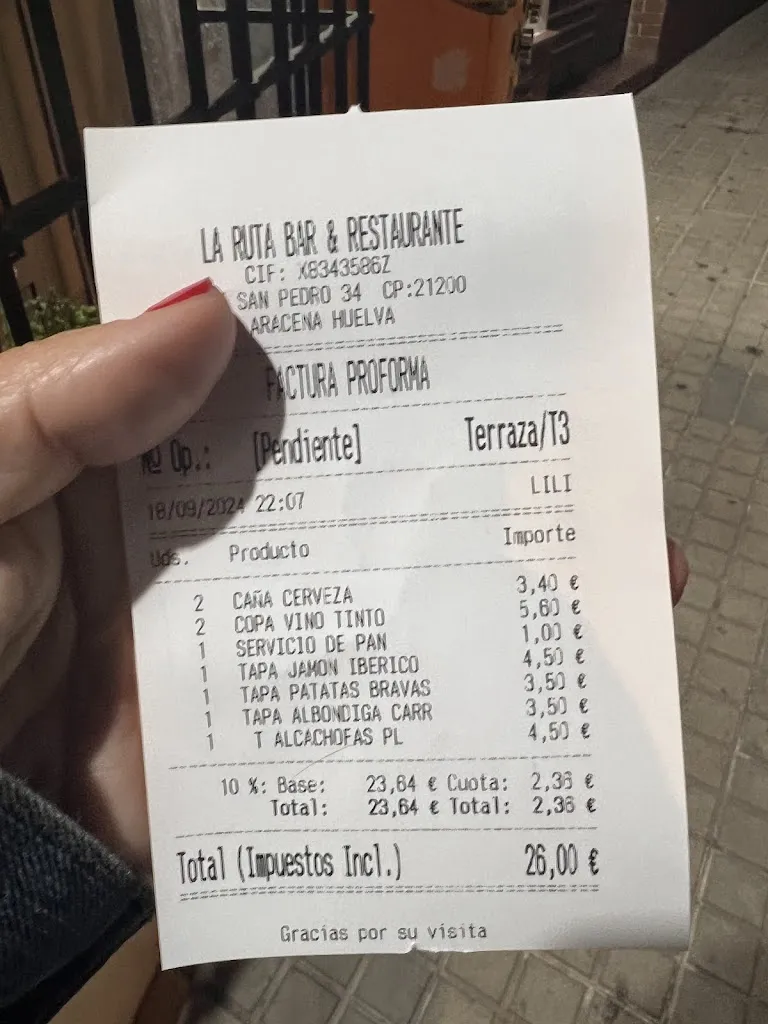 LA RUTA BAR & RESTAURANTE
CIF: X8343586Z
SAN PEDRO 34 CP:21200
ARACENA HUELVA
FACTURA PROFORMA
Nº Op.: [Pendiente] Terraza/T3
18/09/2024 22:07 LILI
Uds. Producto Importe
2 CAÑA CERVEZA 3,40 €
2 COPA VINO TINTO 5,60 €
1 SERVICIO DE PAN 1,00 €
1 TAPA JAMON IBERICO 4,50 €
1 TAPA PATATAS BRAVAS 3,50 €
1 TAPA ALBONDIGA CARR 3,50 €
1 T ALCACHOFAS PL 4,50 €
10 %: Base: 23,64 € Cuota: 2,36 €
Total: 23,64 € Total: 2,36 €
Total (Impuestos Incl.) 26,00 €
Gracias por su visita